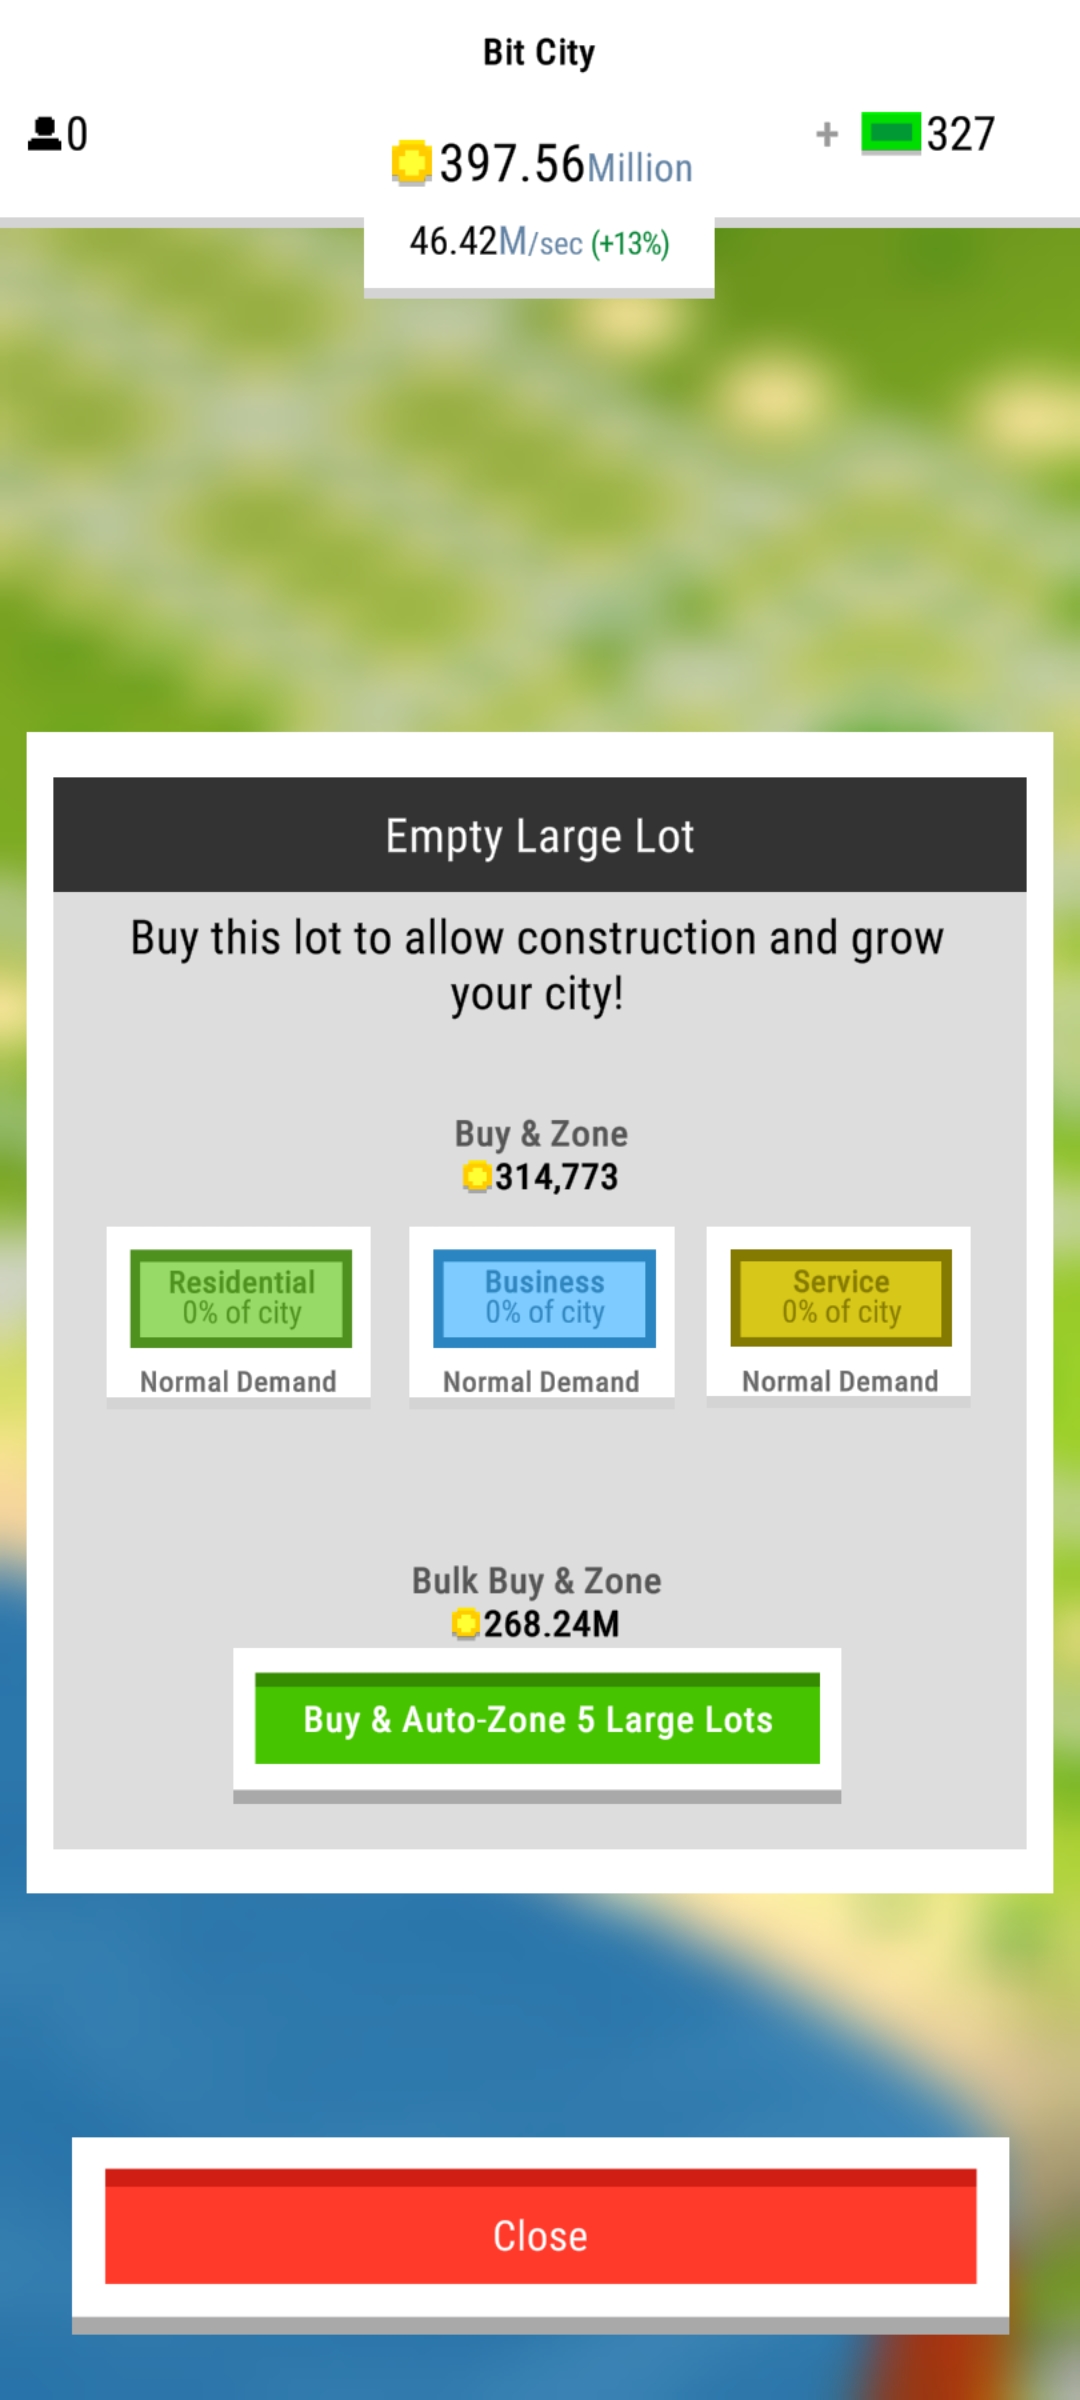 Bit City
0
397.56Million
+ 327
46.42M/sec (+13%)
Empty Large Lot
Buy this lot to allow construction and grow
your city!
Buy & Zone
314,773
Residential
0% of city
Normal Demand
Business
0% of city
Normal Demand
Service
0% of city
Normal Demand
Bulk Buy & Zone
268.24M
Buy & Auto-Zone 5 Large Lots
Close